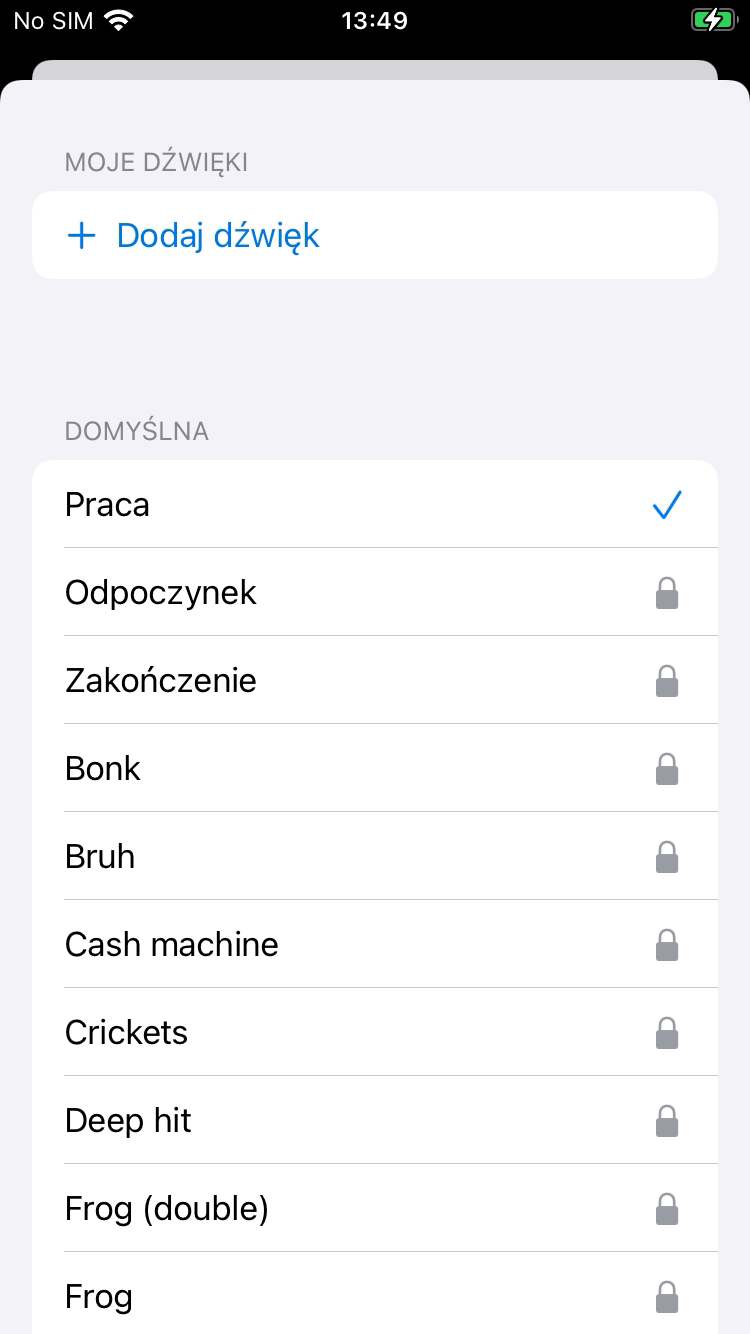 No SIM 13:49
MOJE DŹWIĘKI
Dodaj dźwięk
DOMYŚLNA
Praca
Odpoczynek
Zakończenie
Bonk
Bruh
Cash machine
Crickets
Deep hit
Frog (double)
Frog